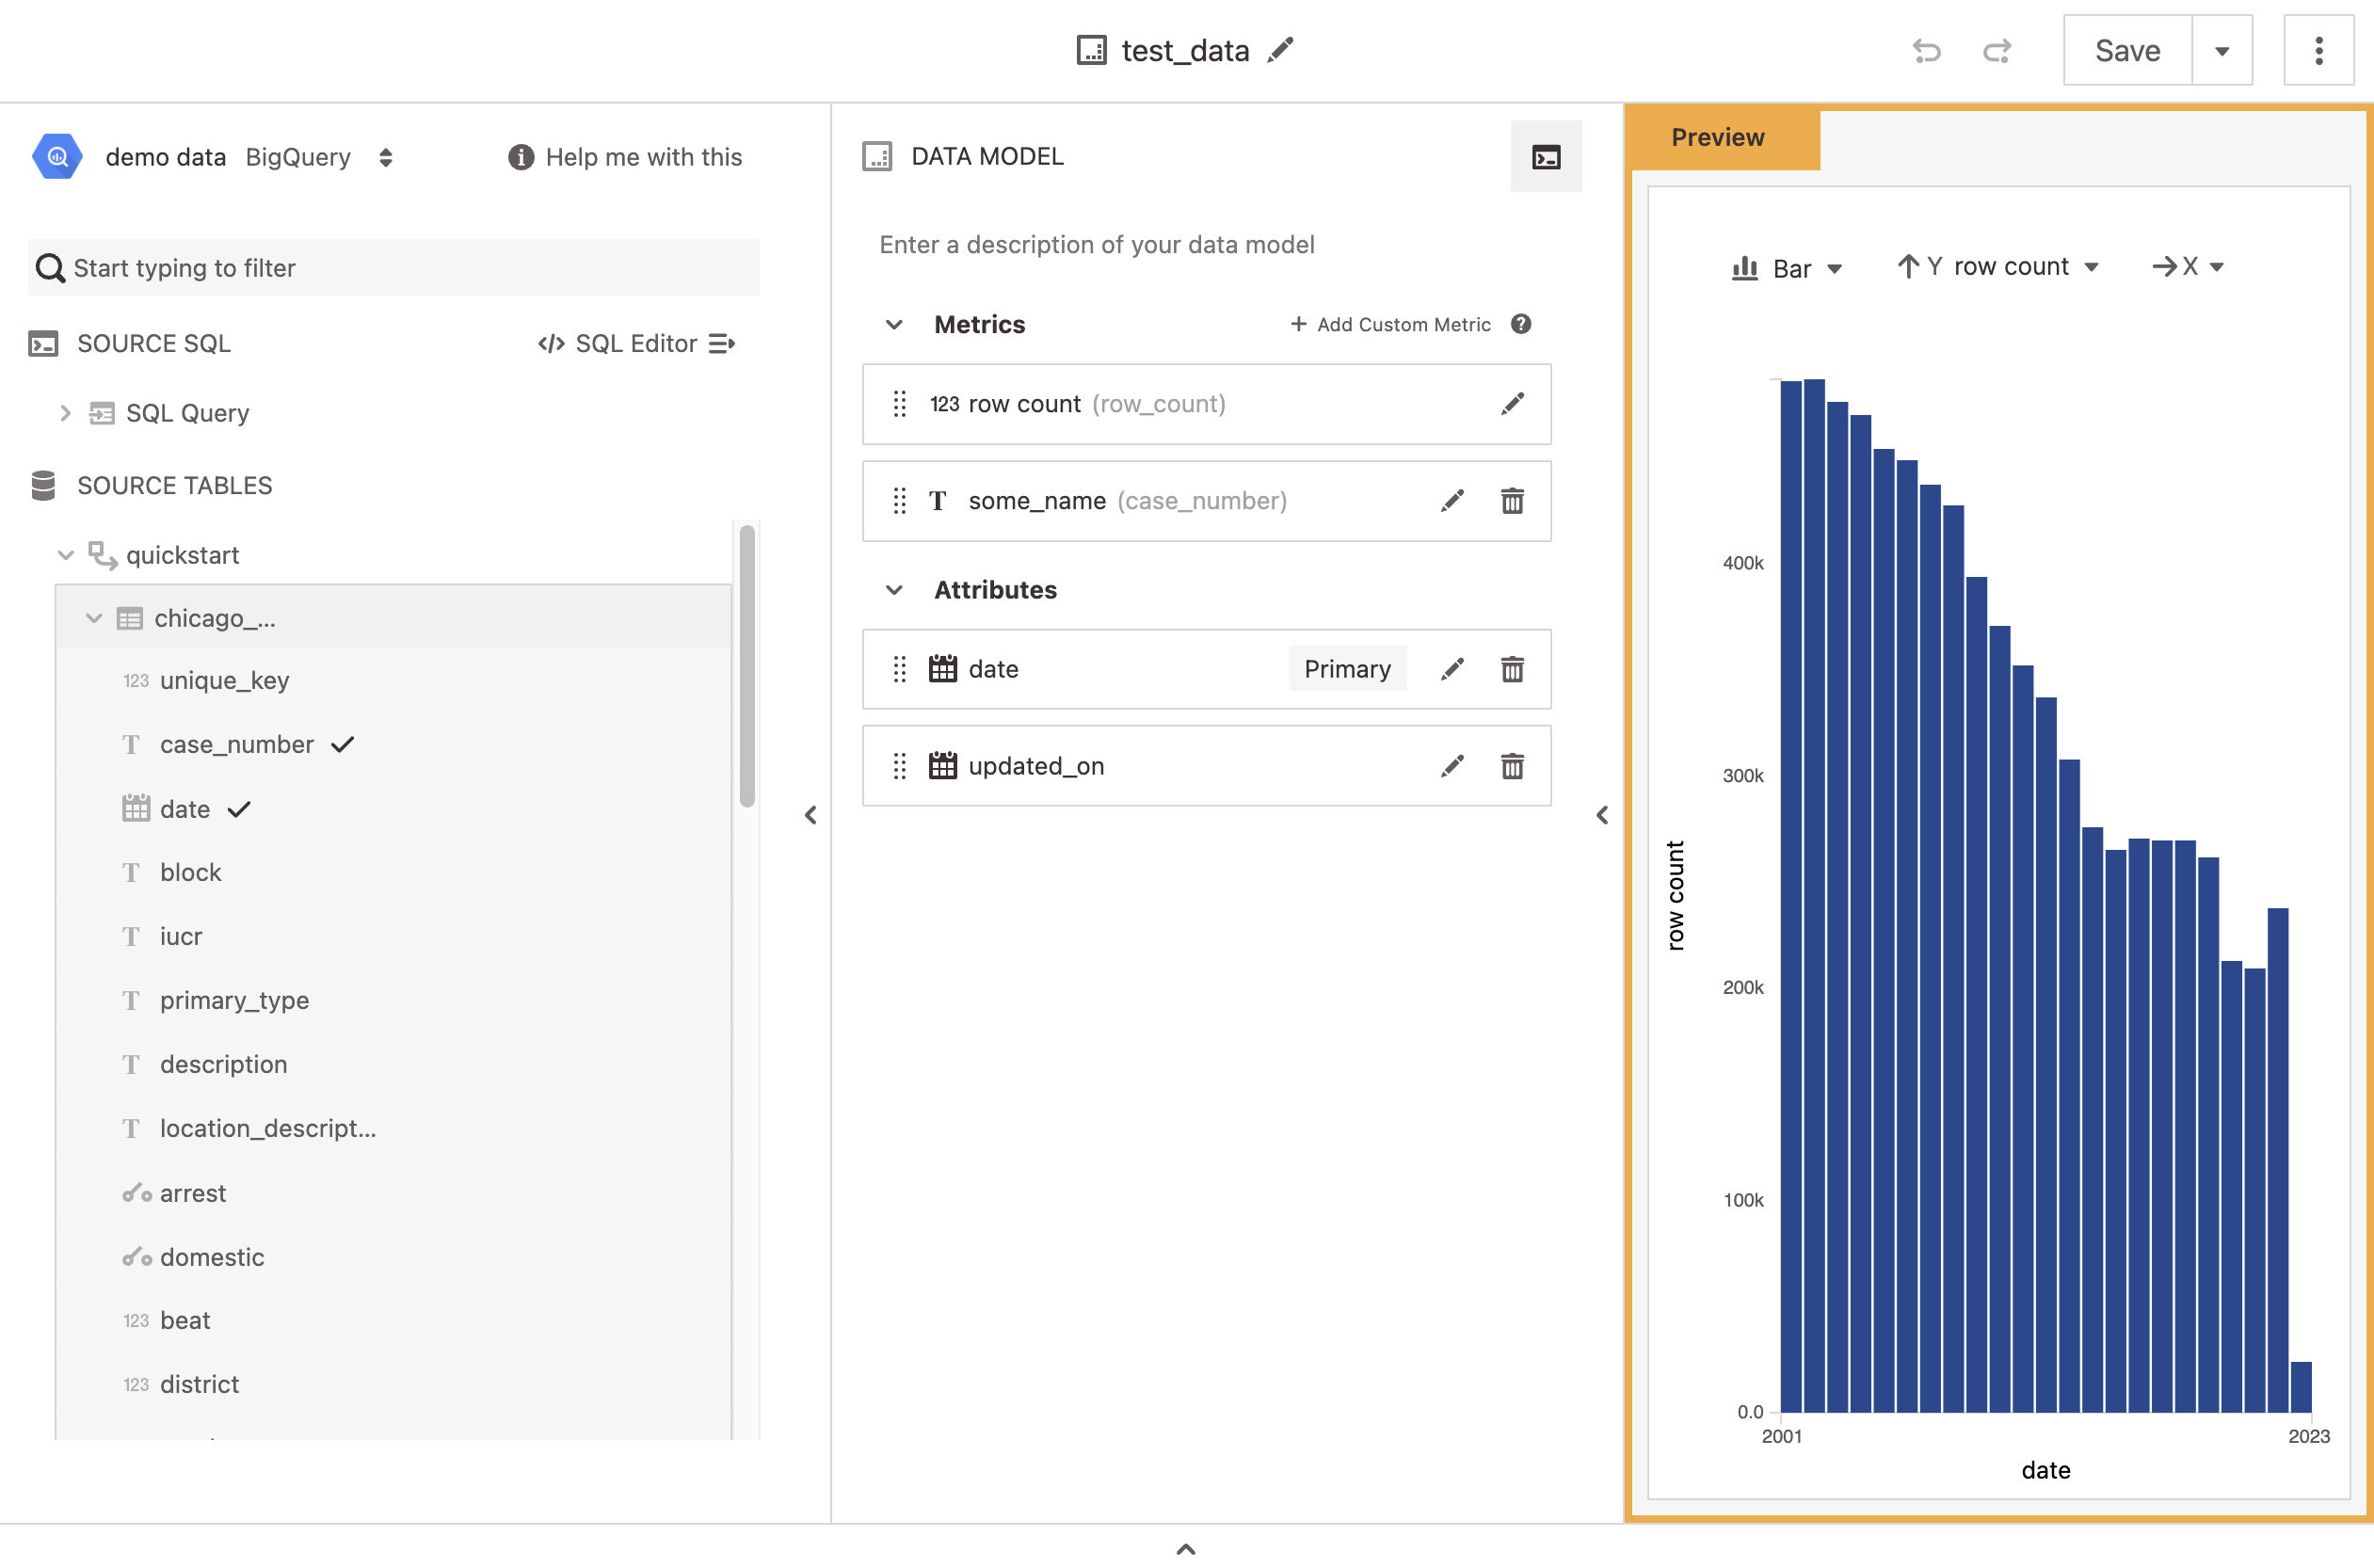 test_data
Save
demo data BigQuery
Help me with this
Start typing to filter
SOURCE SQL
</> SQL Editor
SQL Query
SOURCE TABLES
quickstart
chicago_...
123 unique_key
T case_number
date
T block
T iucr
T primary_type
T description
T location_descript...
arrest
domestic
123 beat
123 district
DATA MODEL
Enter a description of your data model
Metrics
+ Add Custom Metric ?
123 row count (row_count)
T some_name (case_number)
Attributes
date Primary
updated_on
Preview
Bar
Y row count
X
400k
300k
200k
100k
0.0
row count
2001
2023
date